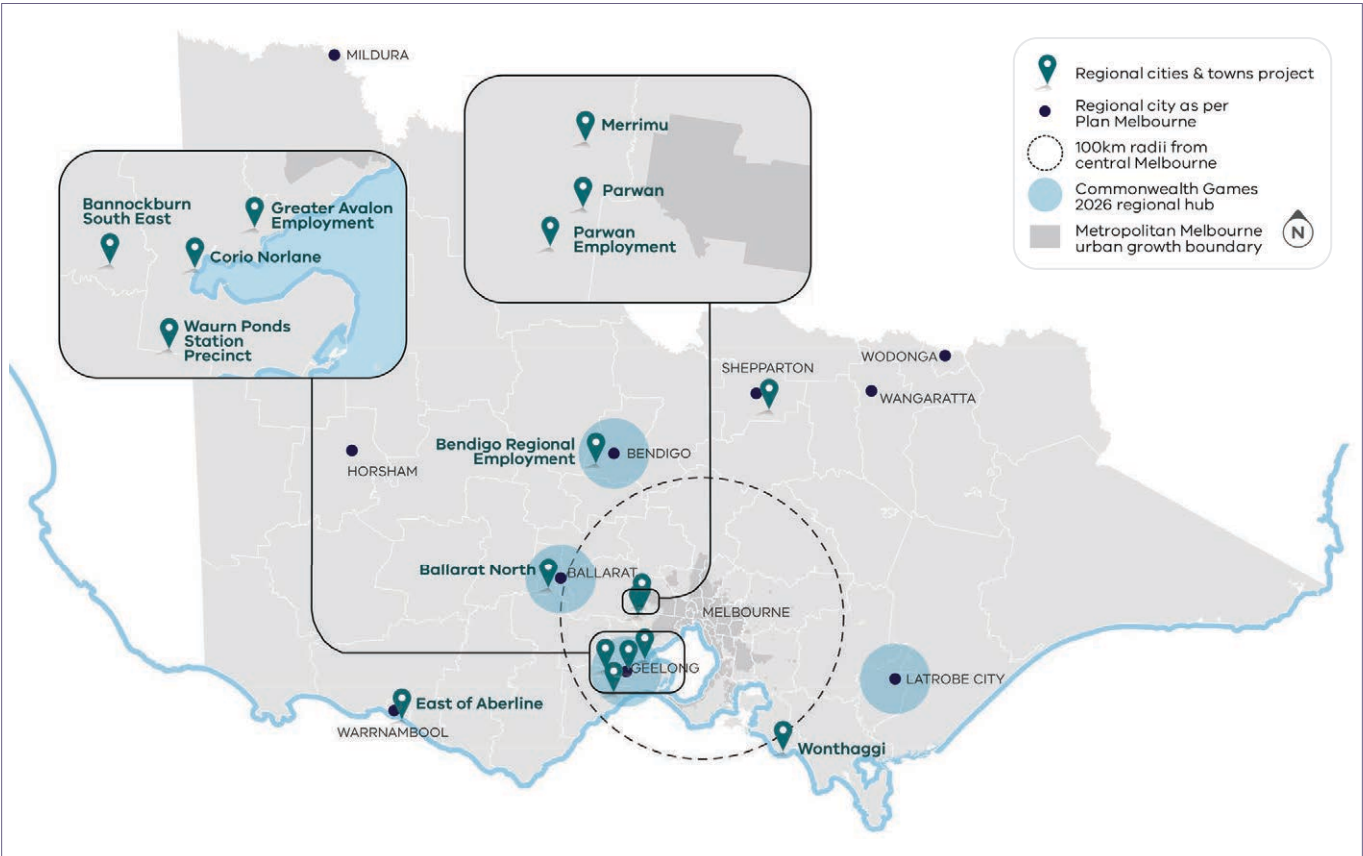 MILDURA
Merrimu
Parwan
Parwan
Employment
Bannockburn
South East
Greater Avalon
Employment
Corio Norlane
Waurn Ponds
Station
Precinct
Regional cities & towns project
Regional city as per
Plan Melbourne
100km radii from
central Melbourne
Commonwealth Games
2026 regional hub
Metropolitan Melbourne
urban growth boundary
N
WODONGA
SHEPPARTON
WANGARATTA
HORSHAM
Bendigo Regional
Employment
BENDIGO
Ballarat North
BALLARAT
MELBOURNE
GEELONG
LATROBE CITY
East of Aberline
WARRNAMBOOL
Wonthaggi